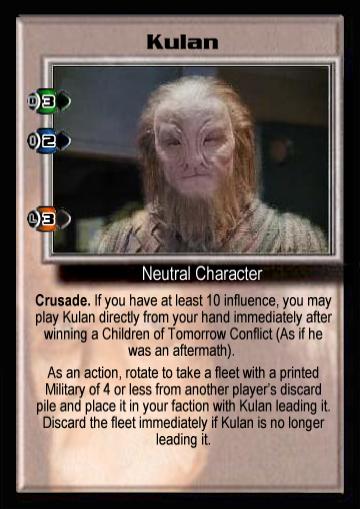 Kulan
D 3
D 2
L 3
Neutral Character
Crusade. If you have at least 10 influence, you may
play Kulan directly from your hand immediately after
winning a Children of Tomorrow Conflict (As if he
was an aftermath).
As an action, rotate to take a fleet with a printed
Military of 4 or less from another player's discard
pile and place it in your faction with Kulan leading it.
Discard the fleet immediately if Kulan is no longer
leading it.